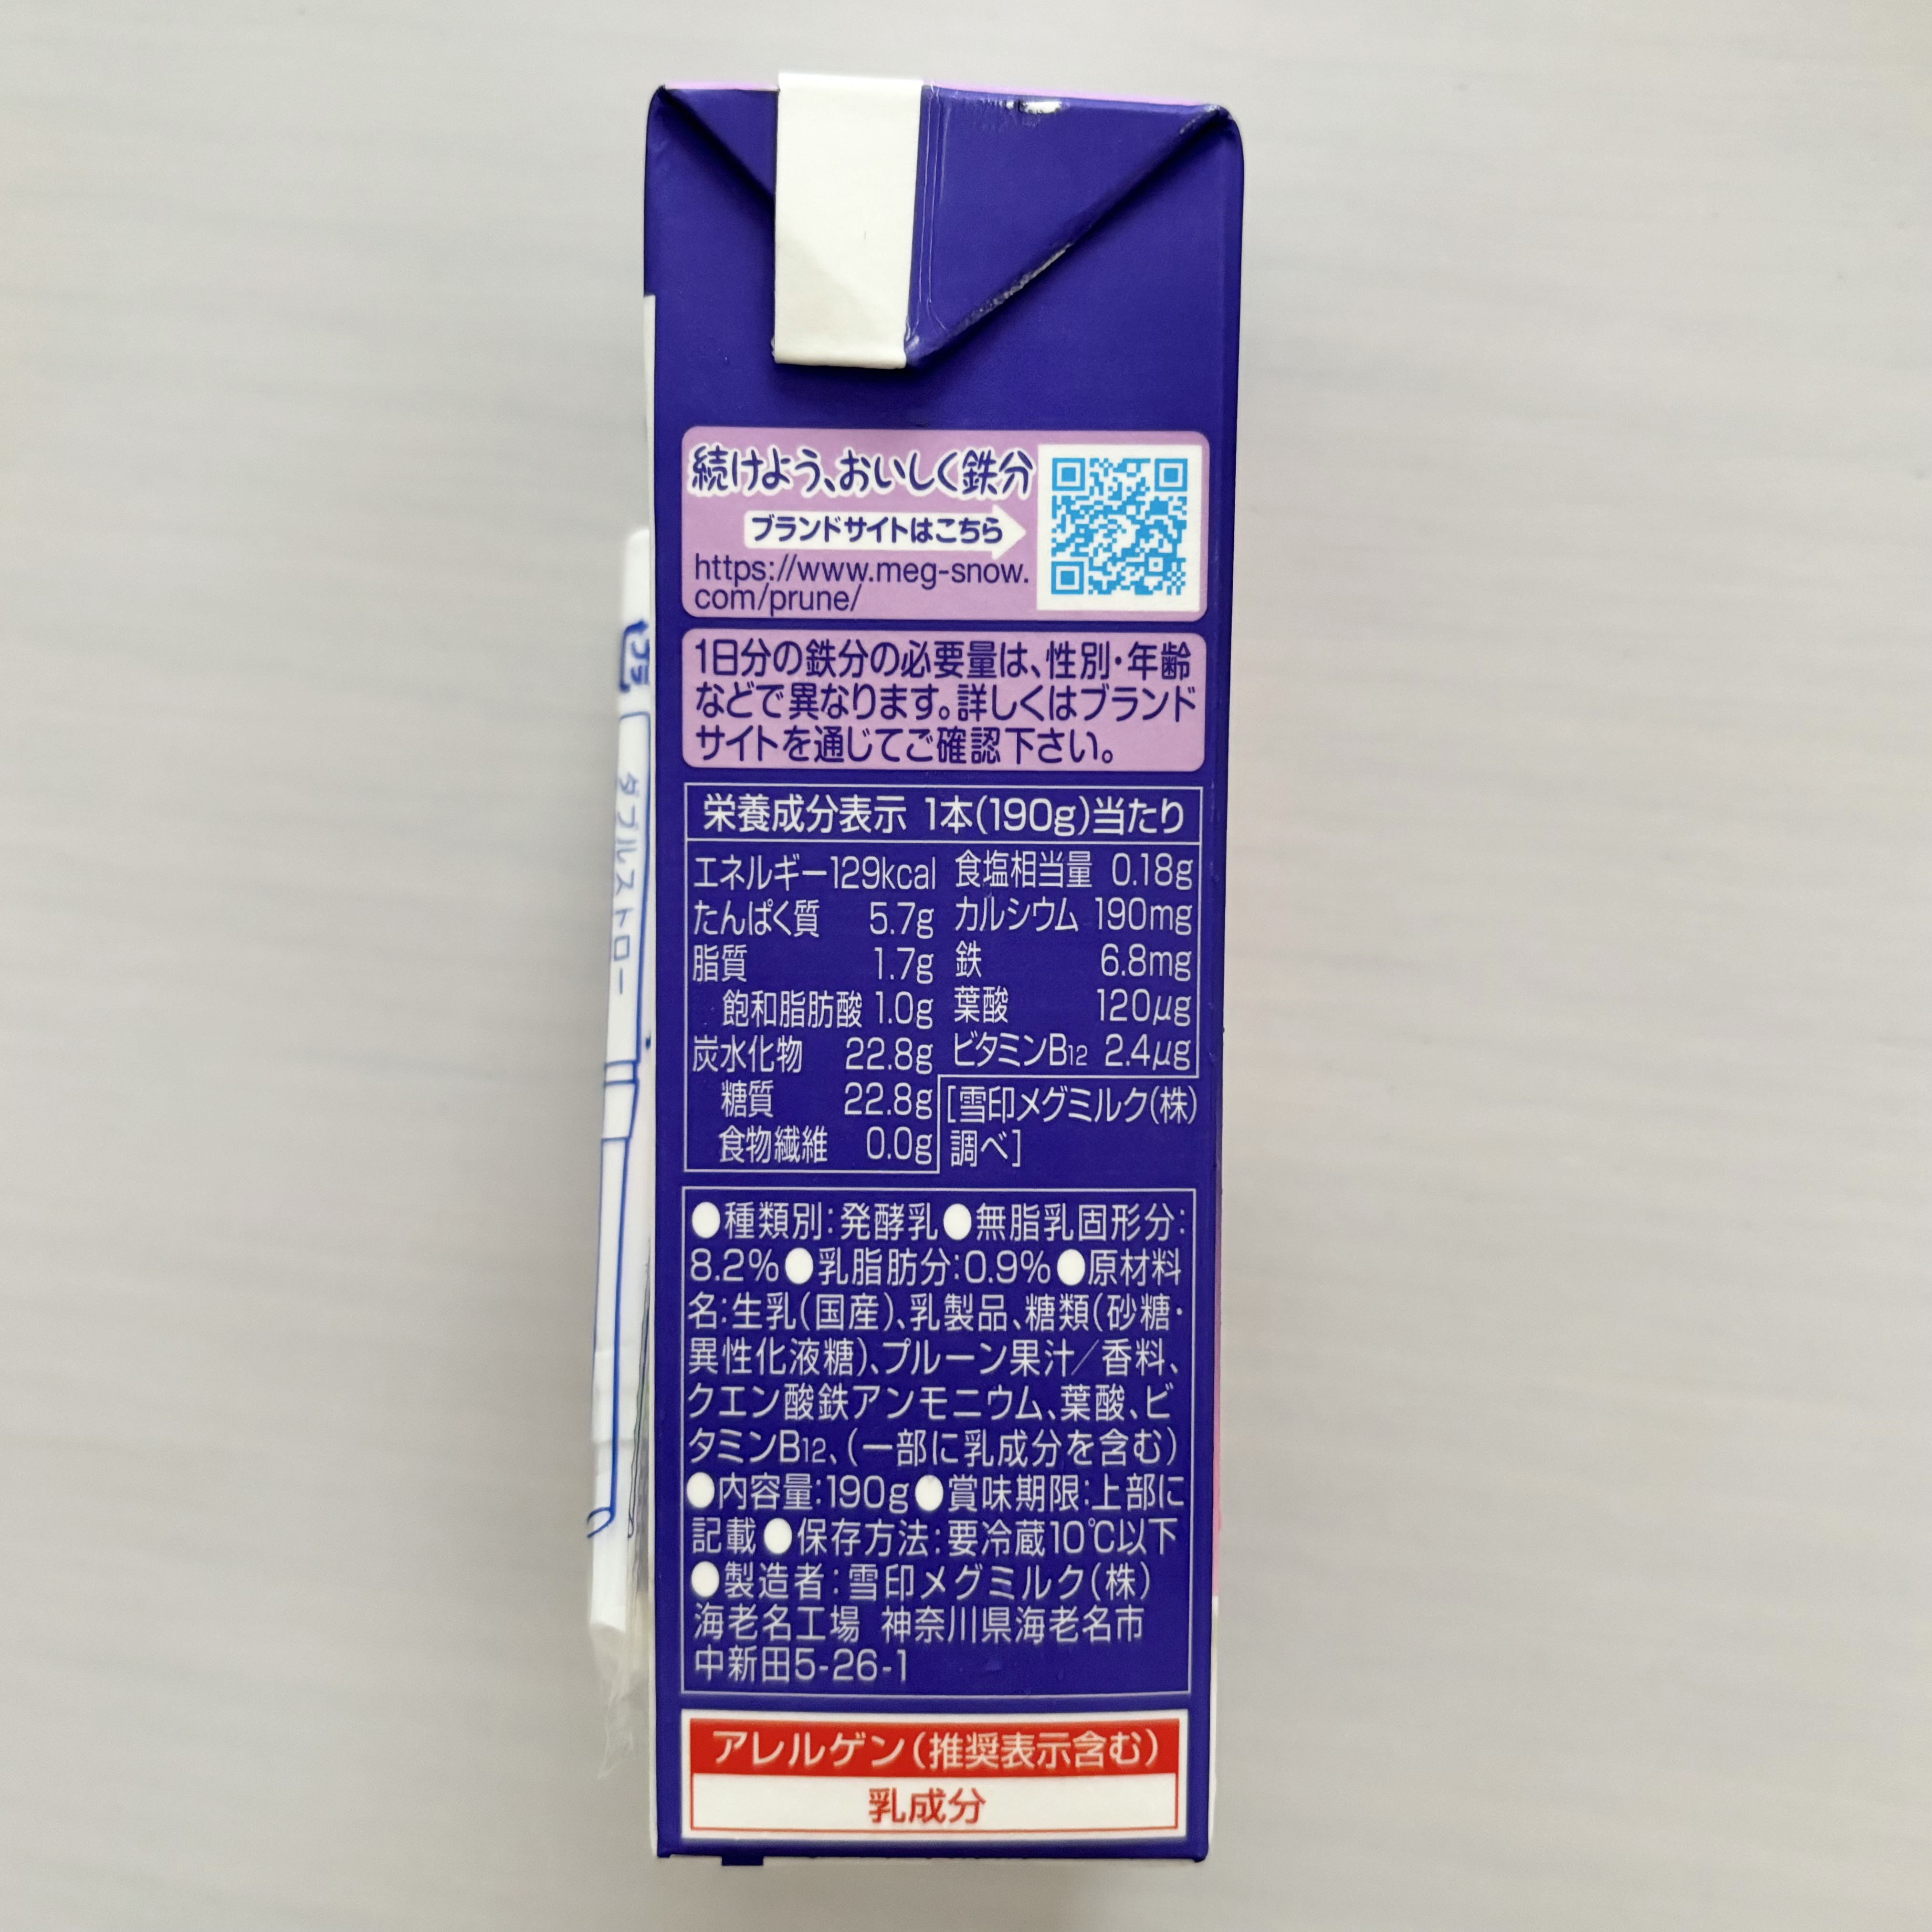 続けよう、おいしく鉄分
ブランドサイトはこちら
https://www.meg-snow.
com/prune/
1日分の鉄分の必要量は、性別・年齢
などで異なります。詳しくはブランド
サイトを通じてご確認下さい。
栄養成分表示 1本(190g)当たり
エネルギー129kcal
たんぱく質 5.7g
脂質 1.7g
飽和脂肪酸 1.0g
炭水化物 22.8g
糖質 22.8g
食物繊維 0.0g
食塩相当量 0.18g
カルシウム 190mg
鉄 6.8mg
葉酸 120μg
ビタミンB12 2.4μg
[雪印メグミルク(株)
調べ]
●種類別:発酵乳●無脂乳固形分:
8.2%●乳脂肪分:0.9%●原材料
名:生乳(国産)、乳製品、糖類(砂糖・
異性化液糖)、プルーン果汁/香料、
クエン酸鉄アンモニウム、葉酸、ビ
タミンB12、(一部に乳成分を含む)
●内容量:190g●賞味期限:上部に
記載●保存方法:要冷蔵10℃以下
●製造者:雪印メグミルク(株)
海老名工場 神奈川県海老名市
中新田5-26-1
アレルゲン(推奨表示含む)
乳成分
プラ
ダブルストロー